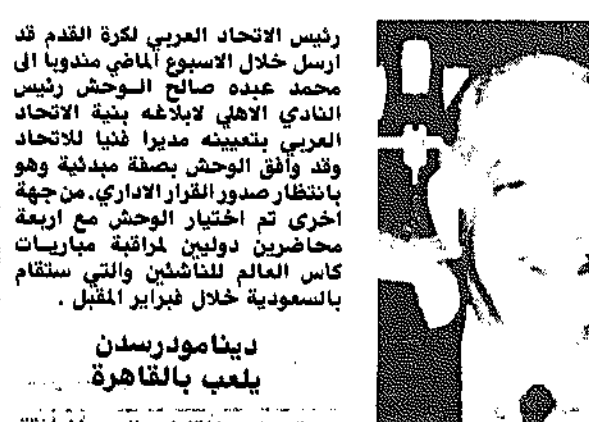 رئيس الاتحاد العربي لكرة القدم قد
ارسل خلال الاسبوع الماضي مندوبا الى
محمد عبده صالح الـوحش رئيس
النادي الاهلي لابلاغه بنية الاتحاد
العربي بتعيينه مديرا فنيا للاتحاد
وقد وافق الوحش بصفة مبدئية وهو
بانتظار صدور القرار الاداري. من جهة
اخرى تم اختيار الوحش مع اربعة
محاضرين دوليين لمراقبة مباريـات
كاس العالم للناشئين والتي ستقام
بالسعودية خلال فبراير المقبل .
دينامودرسدن
يلعب بالقاهرة